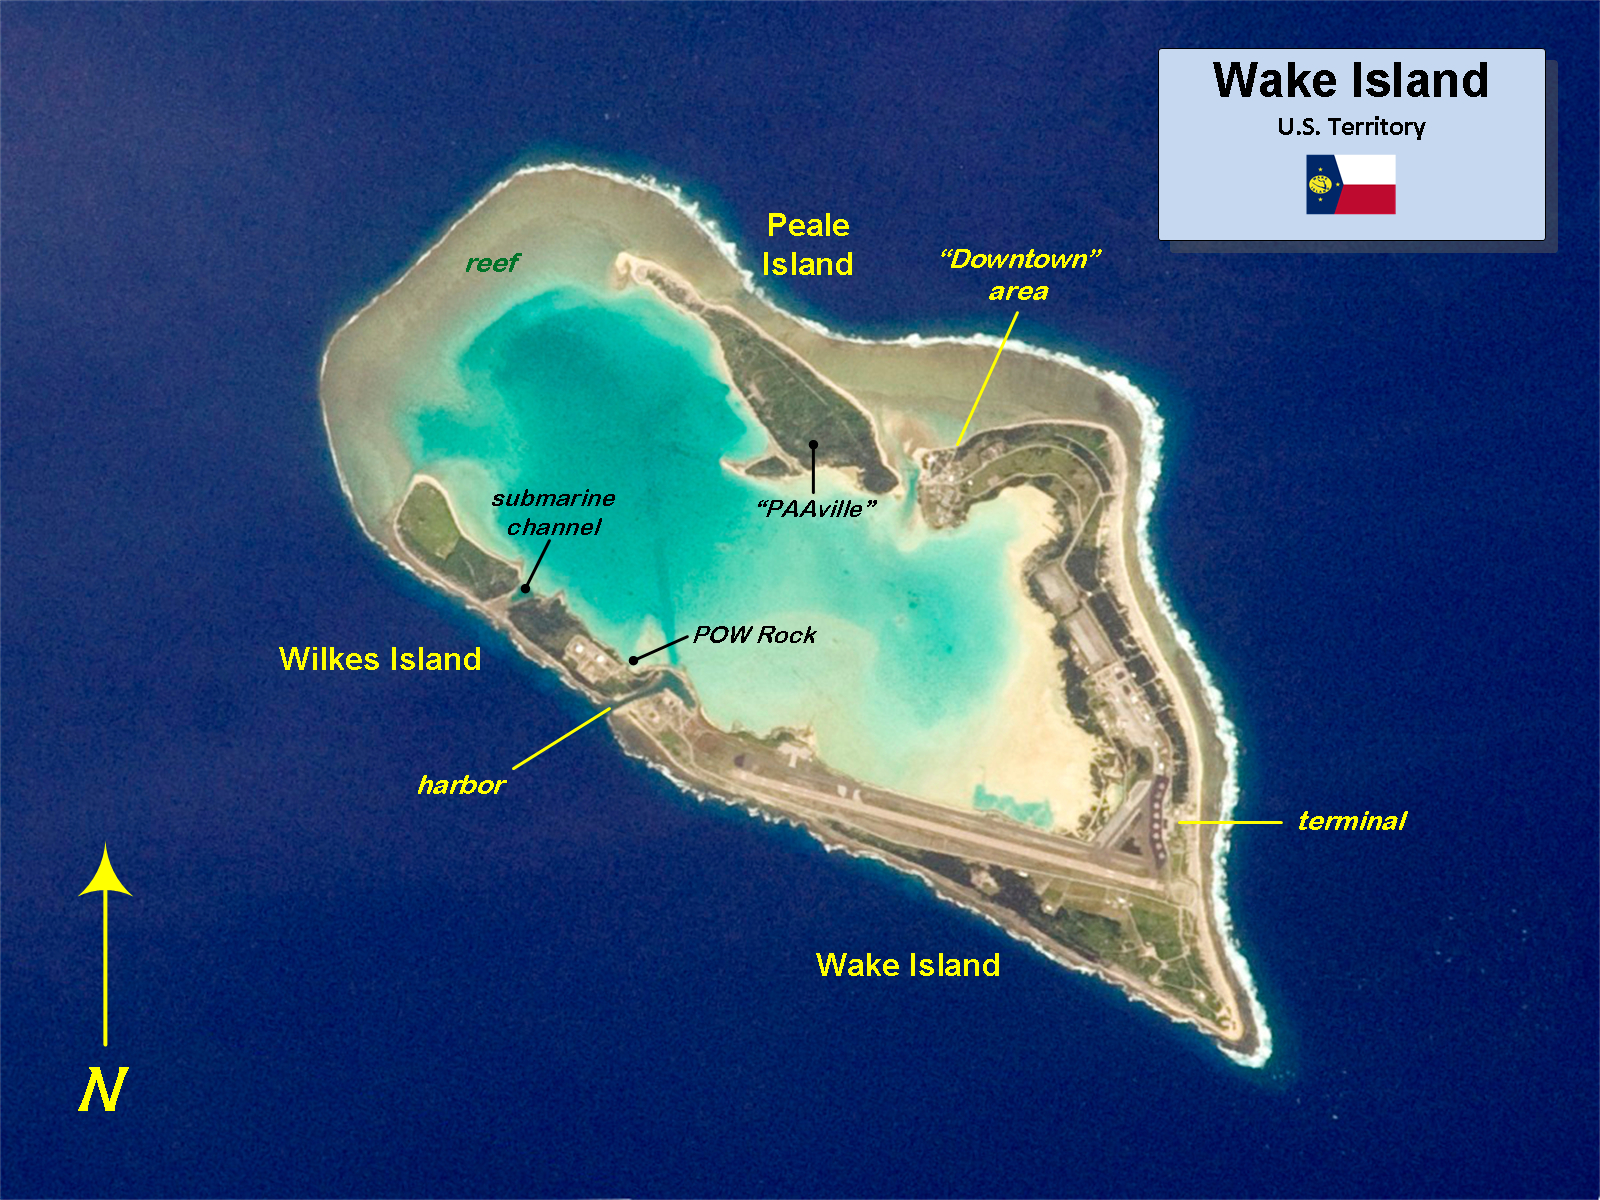 Wake Island
U.S. Territory
Peale
Island
“Downtown”
area
reef
submarine
channel
“PAAville”
POW Rock
Wilkes Island
harbor
terminal
Wake Island
N